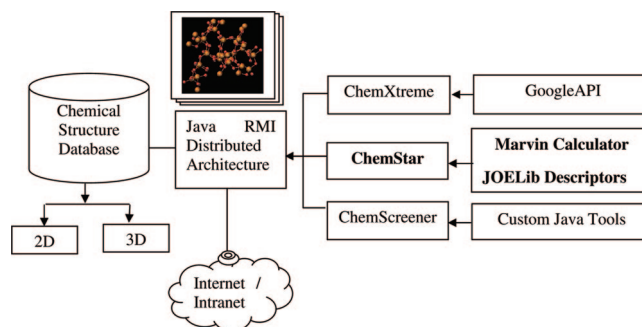 Chemical
Structure
Database
2D
3D
Java RMI
Distributed
Architecture
Internet /
Intranet
ChemXtreme
ChemStar
ChemScreener
GoogleAPI
Marvin Calculator
JOELib Descriptors
Custom Java Tools